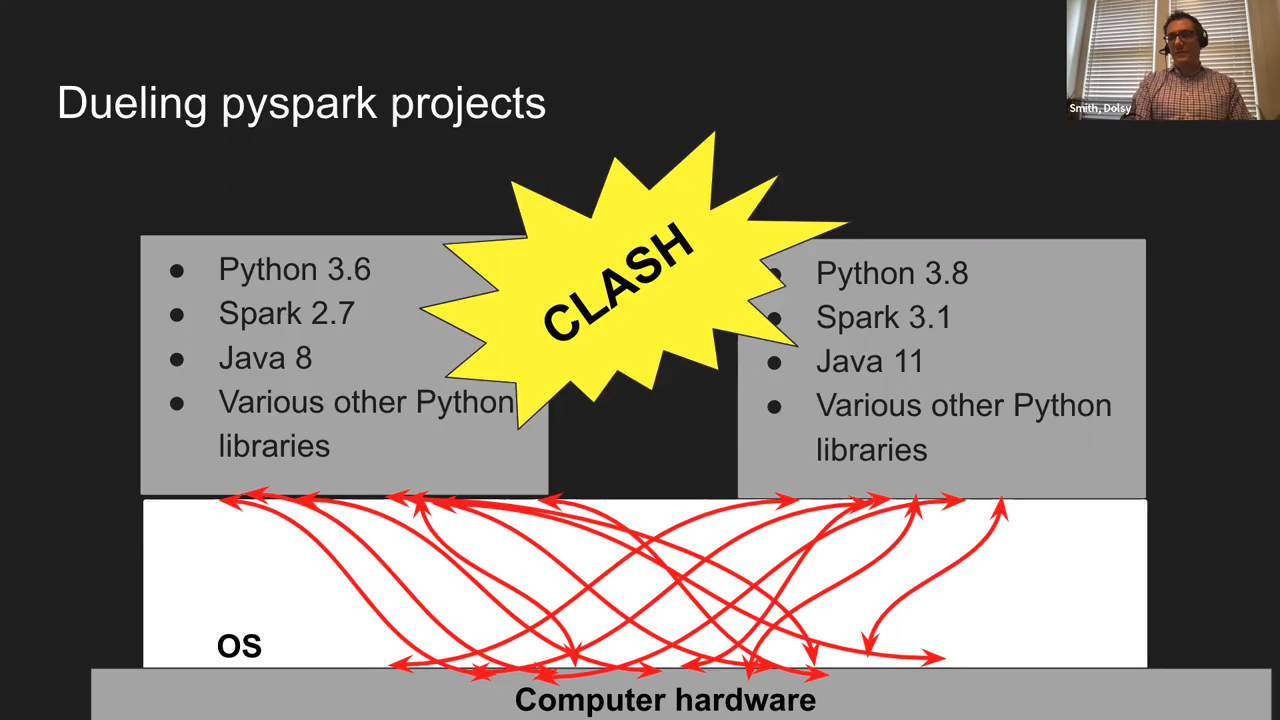 Smith, Dolsy
Dueling pyspark projects
CLASH
● Python 3.6
● Spark 2.7
● Java 8
● Various other Python
libraries
● Python 3.8
● Spark 3.1
● Java 11
● Various other Python
libraries
OS
Computer hardware